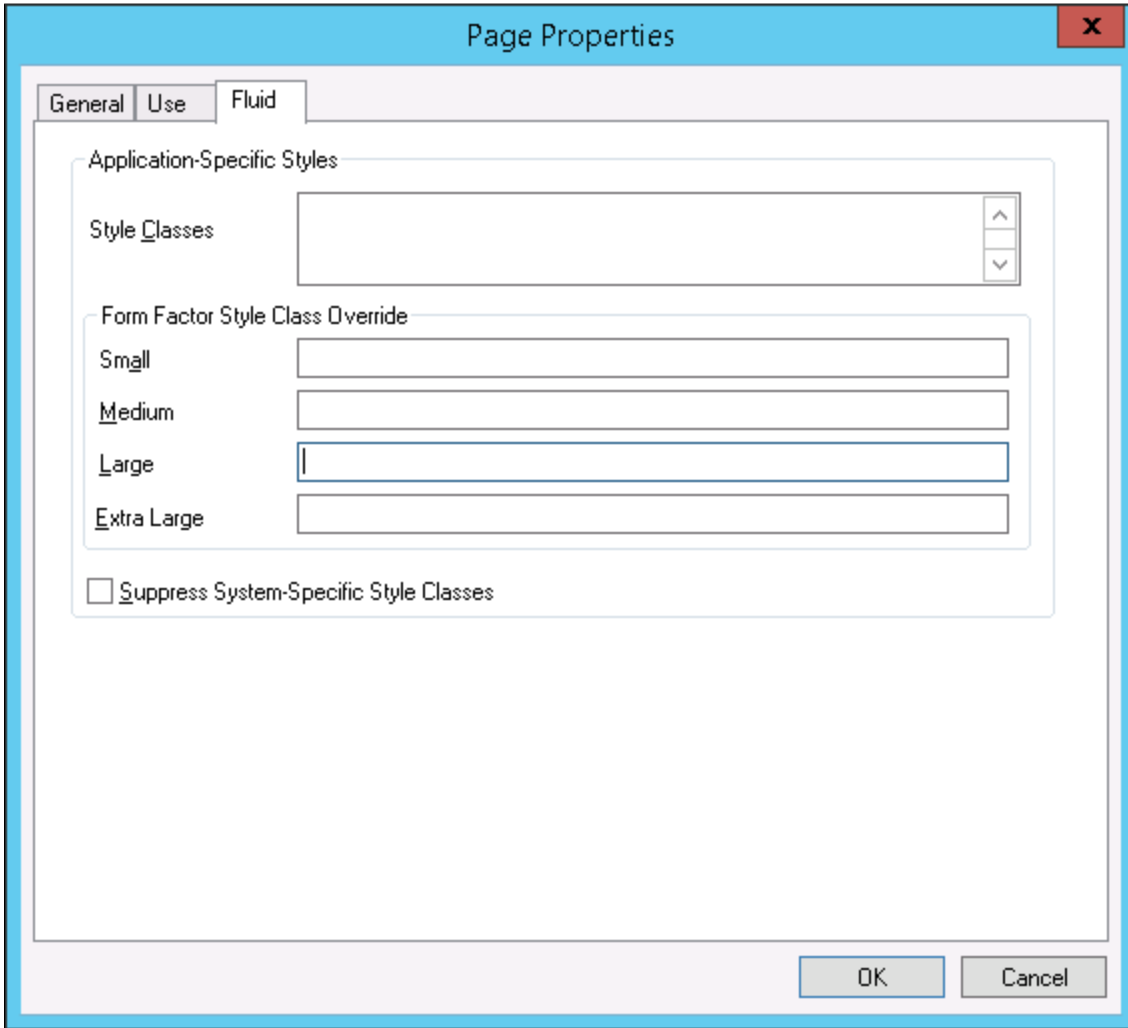 Page Properties
x
General Use Fluid
Application-Specific Styles
Style Classes
Form Factor Style Class Override
Small
Medium
Large
Extra Large
Suppress System-Specific Style Classes
OK Cancel